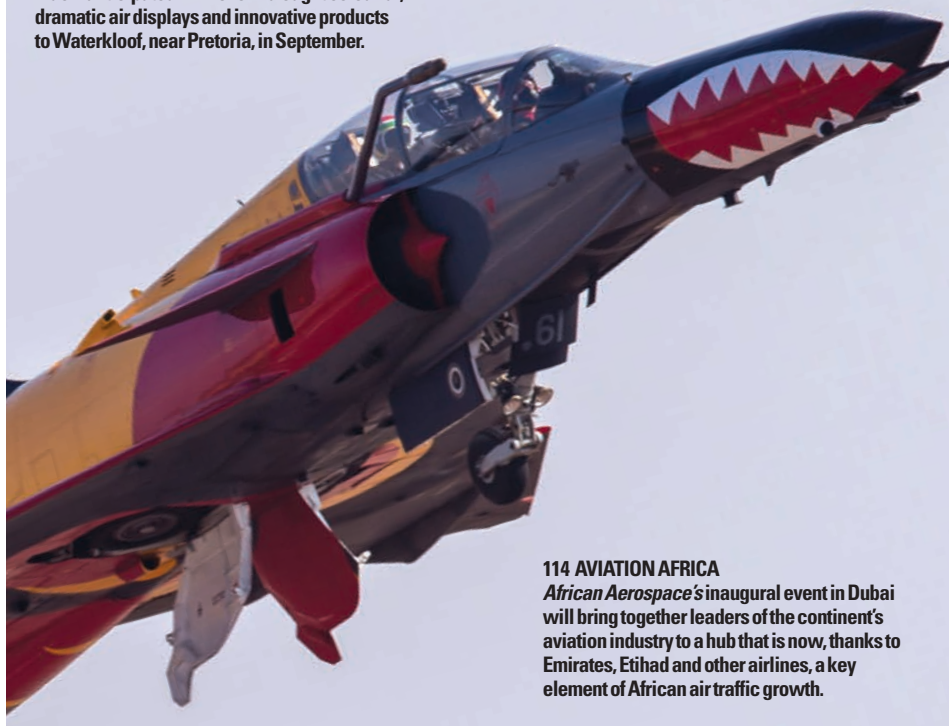 dramatic air displays and innovative products
to Waterkloof, near Pretoria, in September.
.61
0
114 AVIATION AFRICA
African Aerospace's inaugural event in Dubai
will bring together leaders of the continent's
aviation industry to a hub that is now, thanks to
Emirates, Etihad and other airlines, a key
element of African air traffic growth.